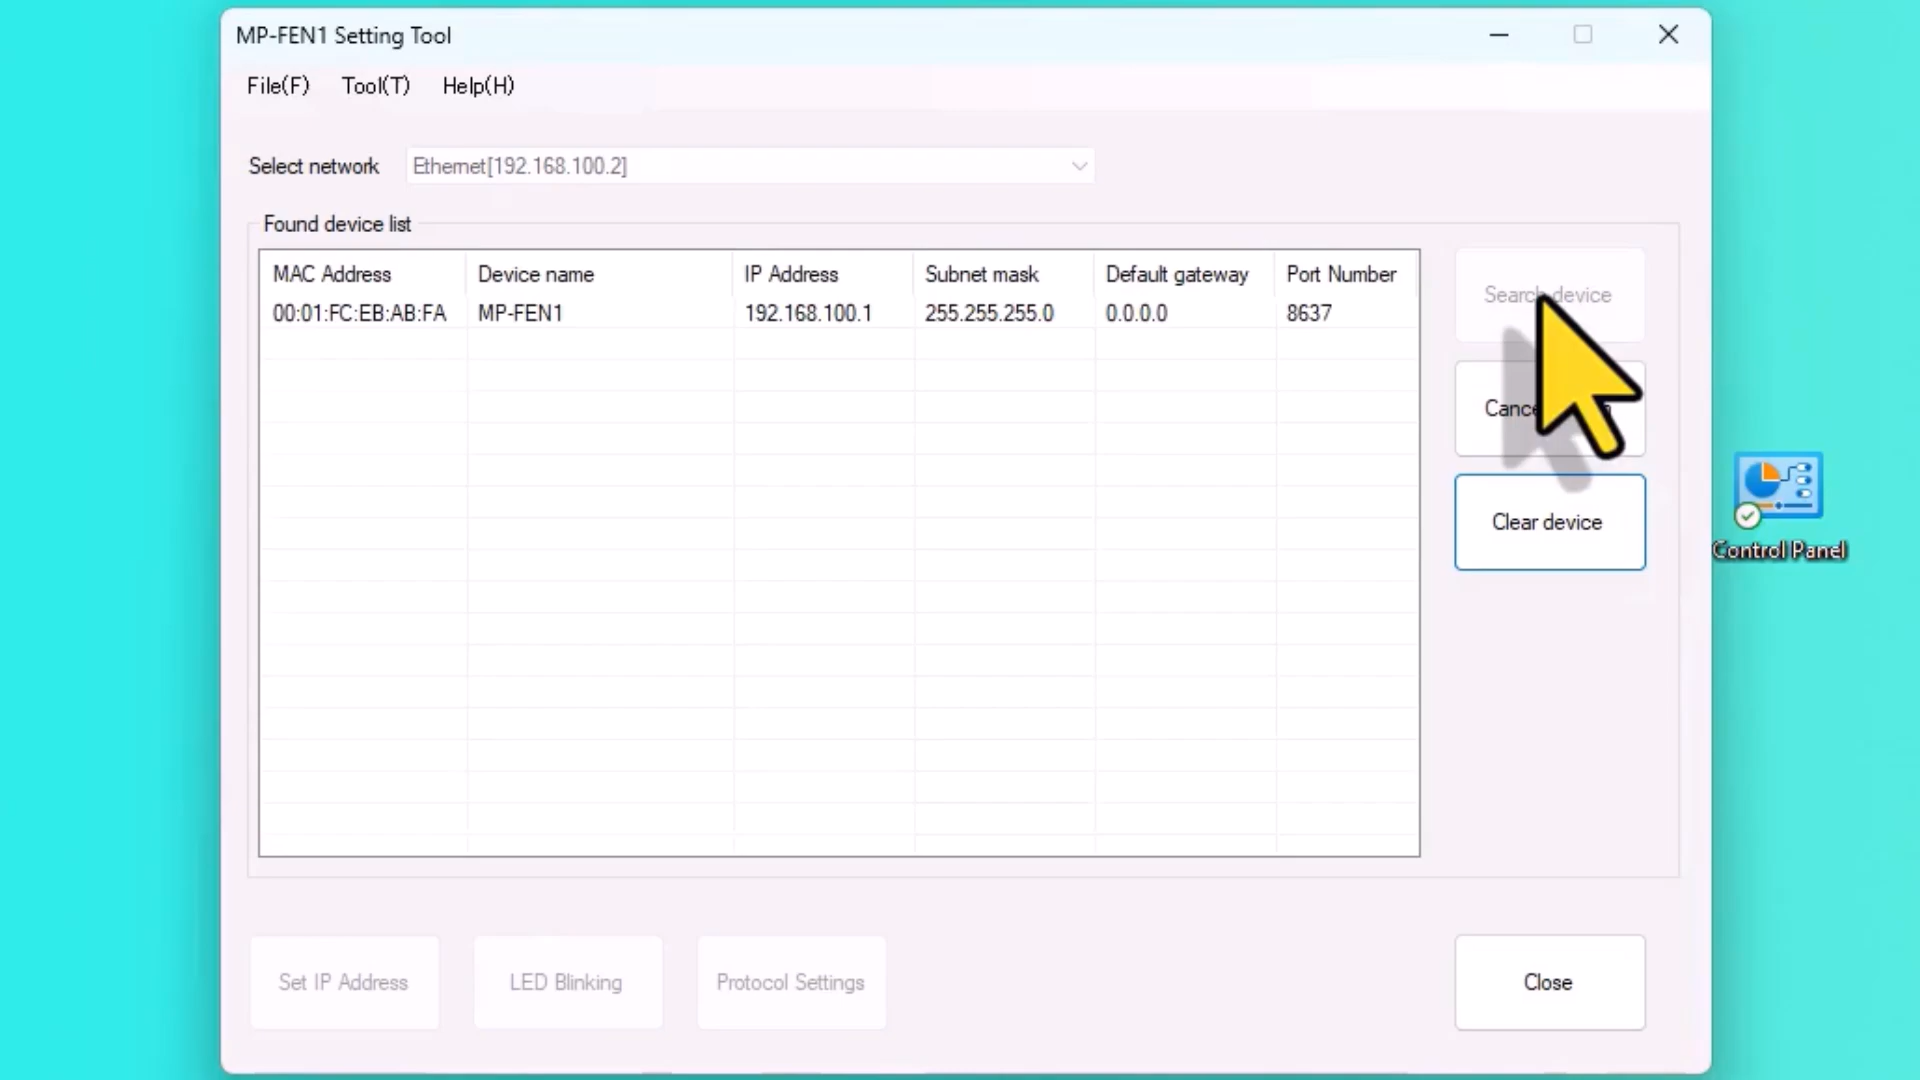 MP-FEN1 Setting Tool
File(F) Tool(T) Help(H)
Select network Ethernet[192.168.100.2]
Found device list
MAC Address Device name IP Address Subnet mask Default gateway Port Number
00:01:FC:EB:AB:FA MP-FEN1 192.168.100.1 255.255.255.0 0.0.0.0 8637
Search device
Clear device
Control Panel
Set IP Address LED Blinking Protocol Settings Close